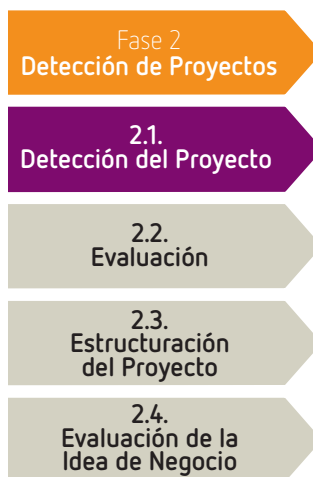 Fase 2
Detección de Proyectos
2.1.
Detección del Proyecto
2.2.
Evaluación
2.3.
Estructuración
del Proyecto
2.4.
Evaluación de la
Idea de Negocio